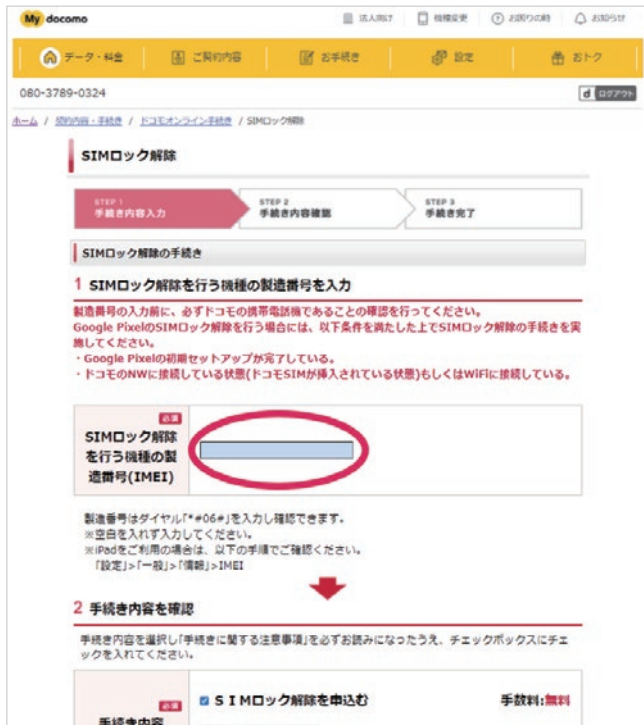 My docomo
法人向け 機種変更 お困りの時 お知らせ
データ・料金 ご契約内容 お手続き 設定 おトク
080-3789-0324
d ログアウト
ホーム / 契約内容・手続き / ドコモオンライン手続き / SIMロック解除
SIMロック解除
STEP 1 STEP 2 STEP 3
手続き内容入力 手続き内容確認 手続き完了
SIMロック解除の手続き
1 SIMロック解除を行う機種の製造番号を入力
製造番号の入力前に、必ずドコモの携帯電話機であることの確認を行ってください。
Google PixelのSIMロック解除を行う場合には、以下条件を満たした上でSIMロック解除の手続きを実
施してください。
・Google Pixelの初期セットアップが完了している。
・ドコモのNWに接続している状態(ドコモSIMが挿入されている状態)もしくはWiFiに接続している。
必須
SIMロック解除
を行う機種の製
造番号(IMEI)
製造番号はダイヤル「*#06#」を入力し確認できます。
※空白を入れず入力してください。
※iPadをご利用の場合は、以下の手順でご確認ください。
「設定」>「一般」>「情報」>IMEI
2 手続き内容を確認
手続き内容を選択し「手続きに関する注意事項」を必ずお読みになったうえ、チェックボックスにチェ
ックを入れてください。
必須
手続き内容
SIMロック解除を申込む 手数料:無料